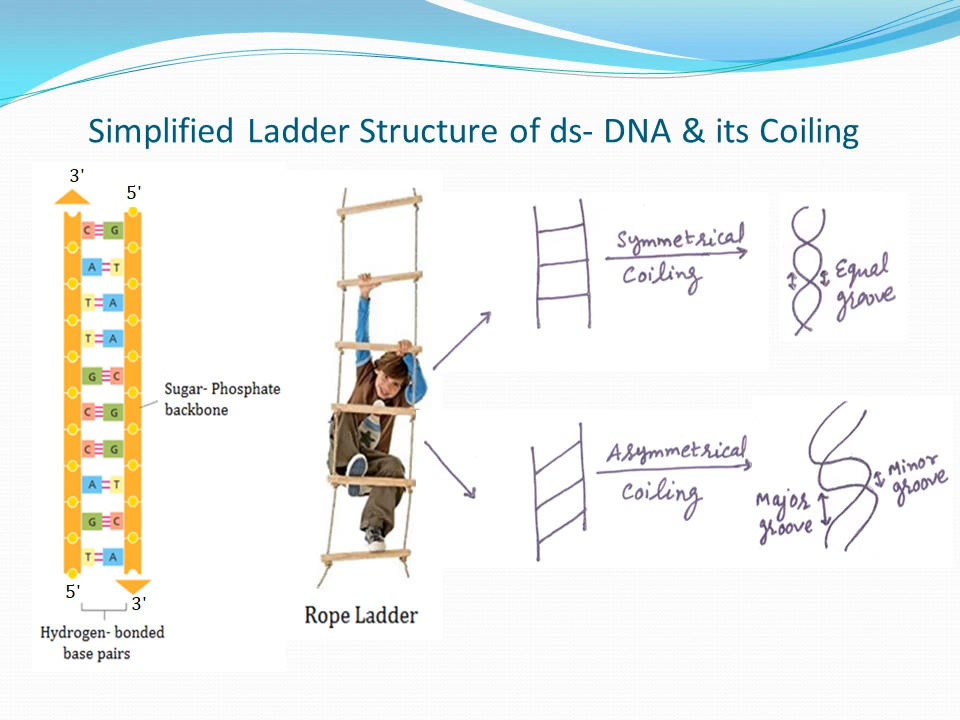 Simplified Ladder Structure of ds- DNA & its Coiling
3'
5'
C G
A T
T A
T A
G C
C G
C G
A T
G C
T A
5'
3'
Hydrogen- bonded
base pairs
Sugar- Phosphate
backbone
Rope Ladder
Symmetrical
Coiling
Equal
groove
Asymmetrical
Coiling
Major
groove
Minor
groove